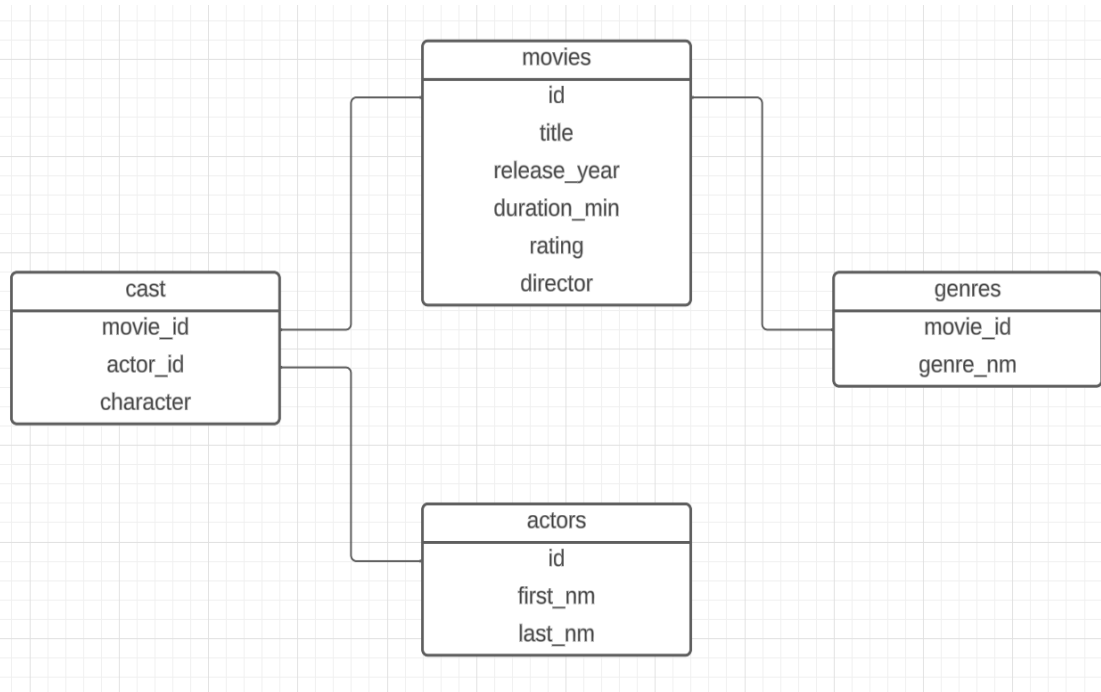 movies
id
title
release_year
duration_min
rating
director
cast
movie_id
actor_id
character
genres
movie_id
genre_nm
actors
id
first_nm
last_nm